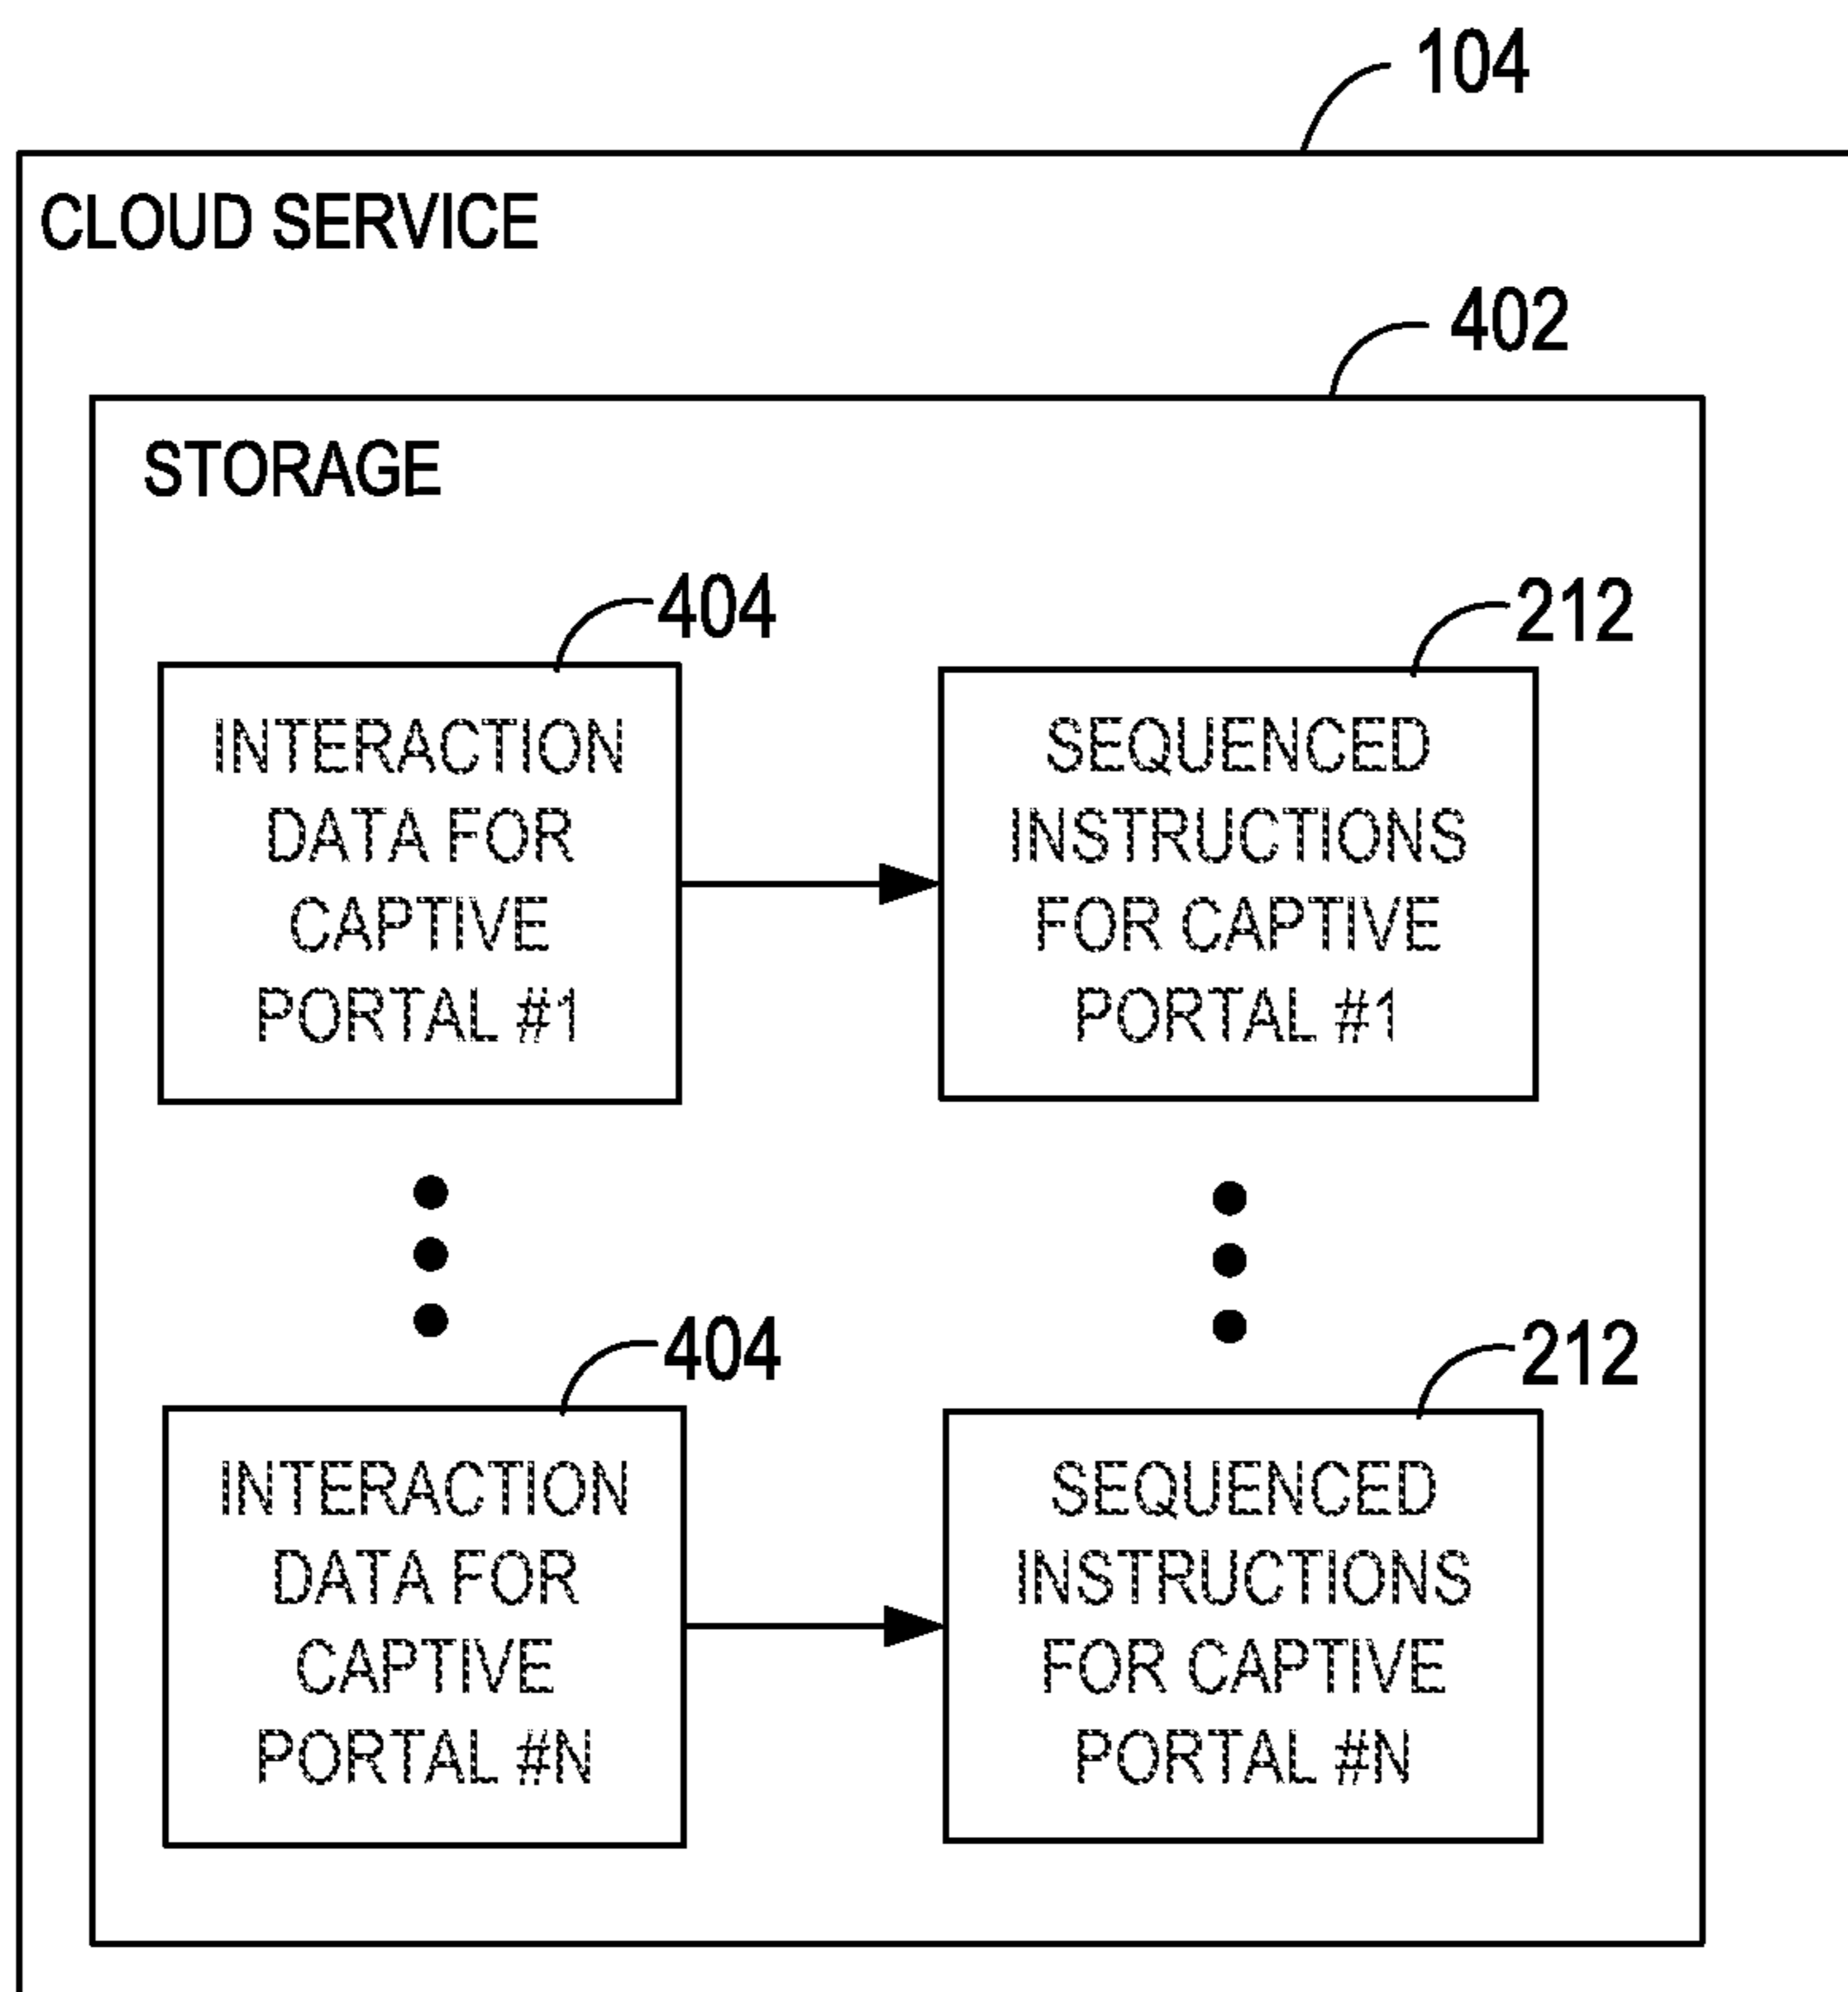 104
CLOUD SERVICE
402
STORAGE
404
212
INTERACTION
DATA FOR
CAPTIVE
PORTAL #1
SEQUENCED
INSTRUCTIONS
FOR CAPTIVE
PORTAL #1
404
212
INTERACTION
DATA FOR
CAPTIVE
PORTAL #N
SEQUENCED
INSTRUCTIONS
FOR CAPTIVE
PORTAL #N